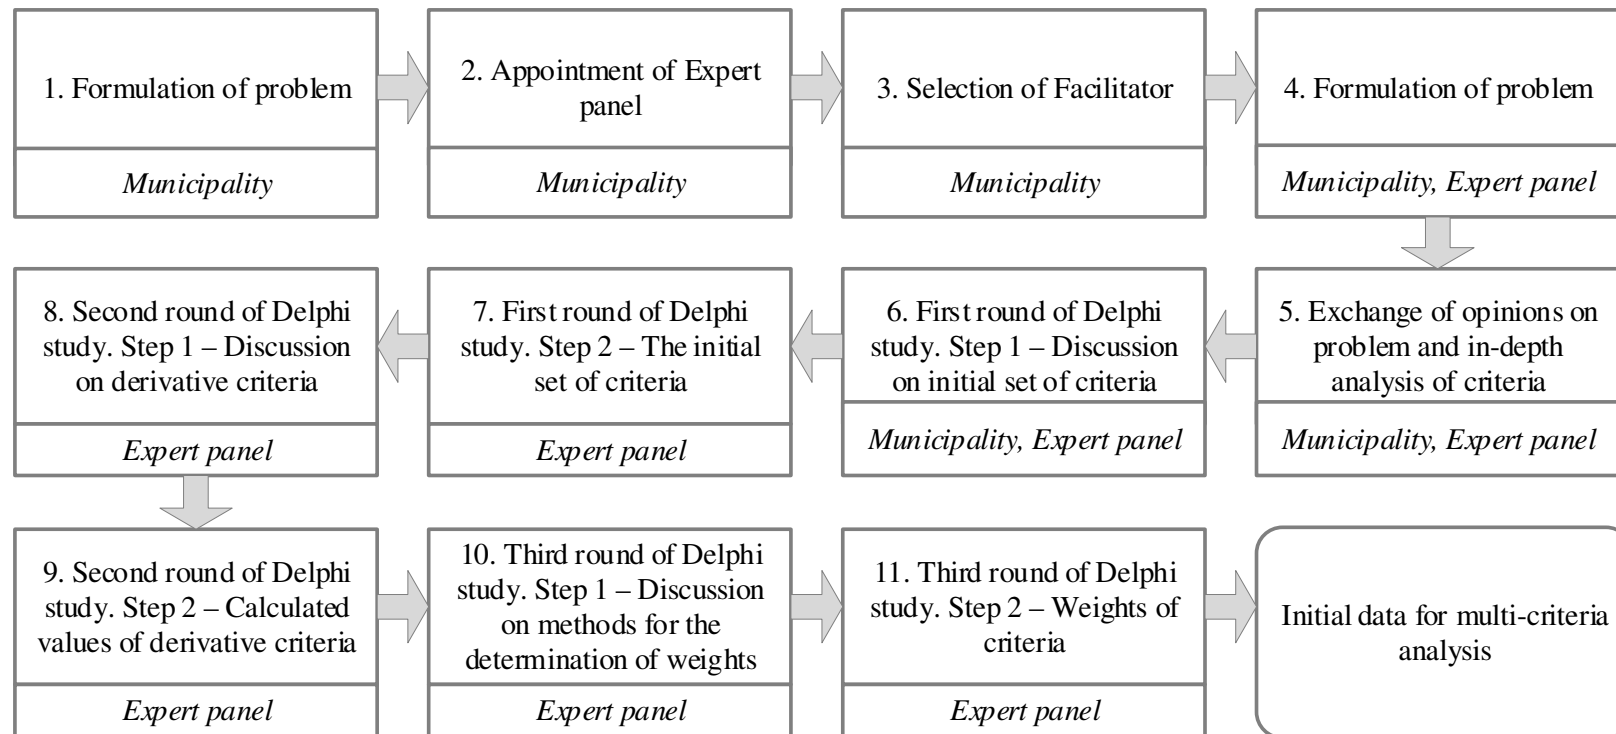 1. Formulation of problem
Municipality
2. Appointment of Expert
panel
Municipality
3. Selection of Facilitator
Municipality
4. Formulation of problem
Municipality, Expert panel
5. Exchange of opinions on
problem and in-depth
analysis of criteria
Municipality, Expert panel
6. First round of Delphi
study. Step 1 – Discussion
on initial set of criteria
Municipality, Expert panel
7. First round of Delphi
study. Step 2 – The initial
set of criteria
Expert panel
8. Second round of Delphi
study. Step 1 – Discussion
on derivative criteria
Expert panel
9. Second round of Delphi
study. Step 2 – Calculated
values of derivative criteria
Expert panel
10. Third round of Delphi
study. Step 1 – Discussion
on methods for the
determination of weights
Expert panel
11. Third round of Delphi
study. Step 2 – Weights of
criteria
Expert panel
Initial data for multi-criteria
analysis